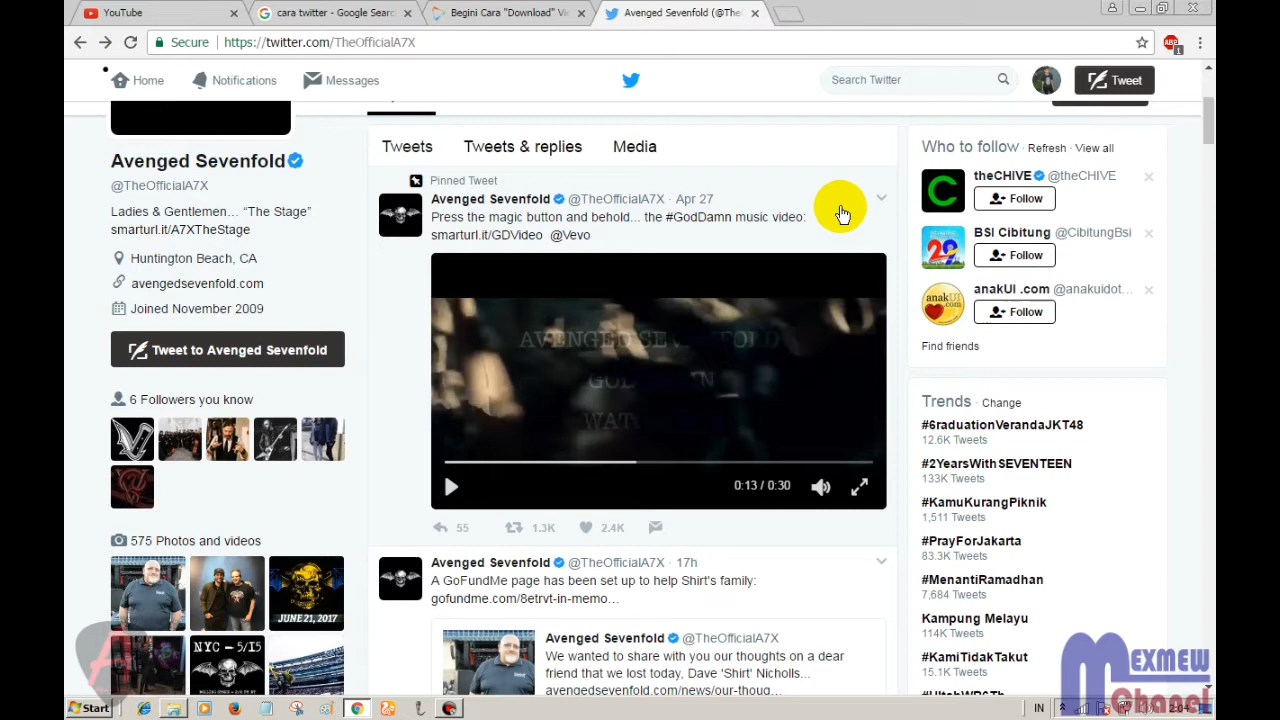 YouTube
cara twitter - Google Searc
Begini Cara "Download" Vi
Avenged Sevenfold (@The
Secure
https://twitter.com/TheOfficialA7X
ABP
1
Home
Notifications
Messages
Search Twitter
Tweet
Avenged Sevenfold
@TheOfficialA7X
Ladies & Gentlemen... "The Stage"
smarturl.it/A7XTheStage
Huntington Beach, CA
avengedsevenfold.com
Joined November 2009
Tweet to Avenged Sevenfold
6 Followers you know
575 Photos and videos
JUNE 21, 2017
NYC — 5/15
Tweets
Tweets & replies
Media
Pinned Tweet
Avenged Sevenfold @TheOfficialA7X · Apr 27
Press the magic button and behold... the #GodDamn music video:
smarturl.it/GDVideo @Vevo
AVENGED SEVENFOLD
0:13 / 0:30
55
1.3K
2.4K
Avenged Sevenfold @TheOfficialA7X · 17h
A GoFundMe page has been set up to help Shirt's family:
gofundme.com/8etrvt-in-memo...
Avenged Sevenfold @TheOfficialA7X
We wanted to share with you our thoughts on a dear
friend that we lost today, Dave 'Shirt' Nicholls...
avengedsevenfold.com/news/our-thoug...
Who to follow · Refresh · View all
theCHIVE @theCHIVE
Follow
BSI Cibitung @CibitungBsi
Follow
anakUI .com @anakuidot...
Follow
anakUI
.com
Find friends
Trends · Change
#6raduationVerandaJKT48
12.6K Tweets
#2YearsWithSEVENTEEN
133K Tweets
#KamuKurangPiknik
1,511 Tweets
#PrayForJakarta
83.3K Tweets
#MenantiRamadhan
7,684 Tweets
Kampung Melayu
114K Tweets
#KamiTidakTakut
15.1K Tweets
MEXMEW
Chanel
Start
IN
2:04